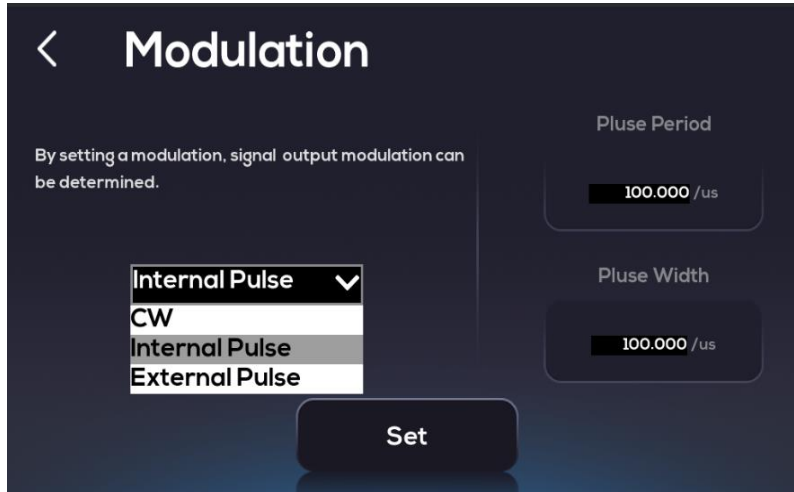 Modulation
By setting a modulation, signal output modulation can
be determined.
Internal Pulse
CW
Internal Pulse
External Pulse
Pluse Period
100.000 /us
Pluse Width
100.000 /us
Set